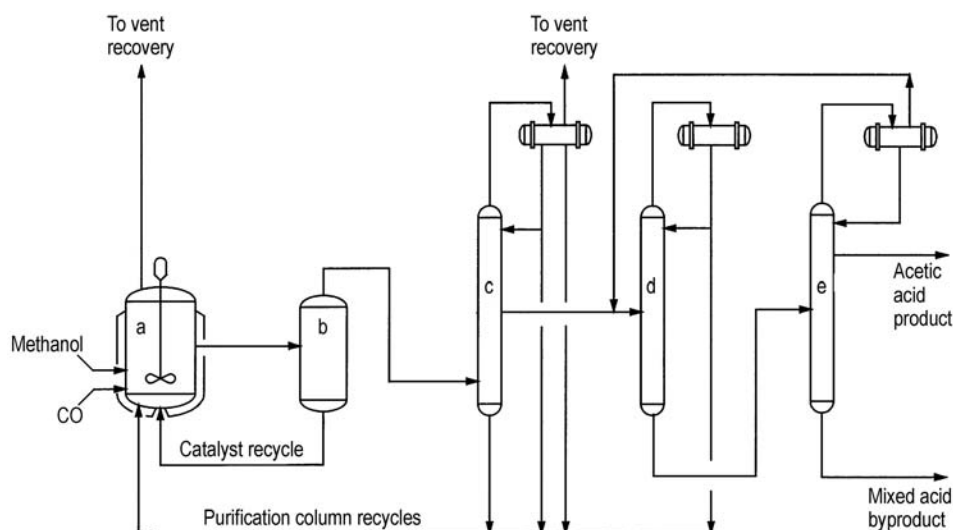 To vent
recovery
To vent
recovery
a
b
c
d
e
Methanol
CO
Acetic
acid
product
Catalyst recycle
Purification column recycles
Mixed acid
byproduct